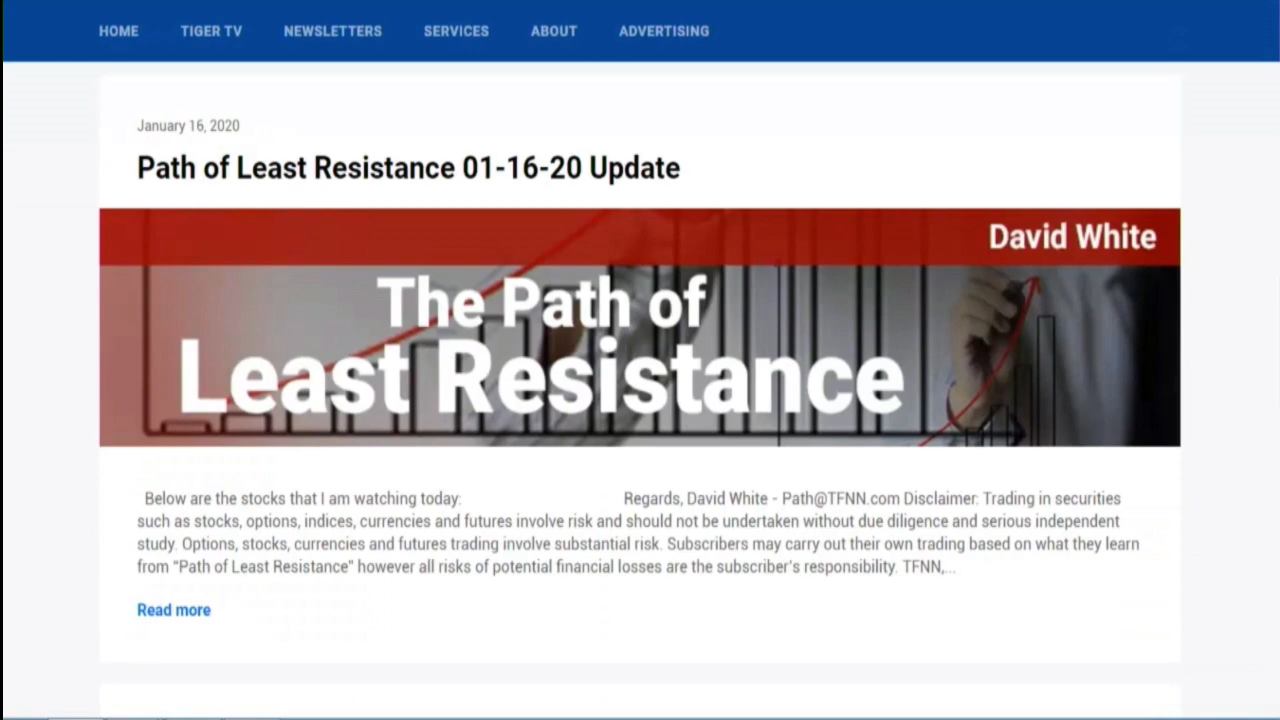 HOME TIGER TV NEWSLETTERS SERVICES ABOUT ADVERTISING
January 16, 2020
Path of Least Resistance 01-16-20 Update
David White
The Path of
Least Resistance
Below are the stocks that I am watching today: Regards, David White - Path@TFNN.com Disclaimer: Trading in securities
such as stocks, options, indices, currencies and futures involve risk and should not be undertaken without due diligence and serious independent
study. Options, stocks, currencies and futures trading involve substantial risk. Subscribers may carry out their own trading based on what they learn
from “Path of Least Resistance” however all risks of potential financial losses are the subscriber’s responsibility. TFNN,...
Read more